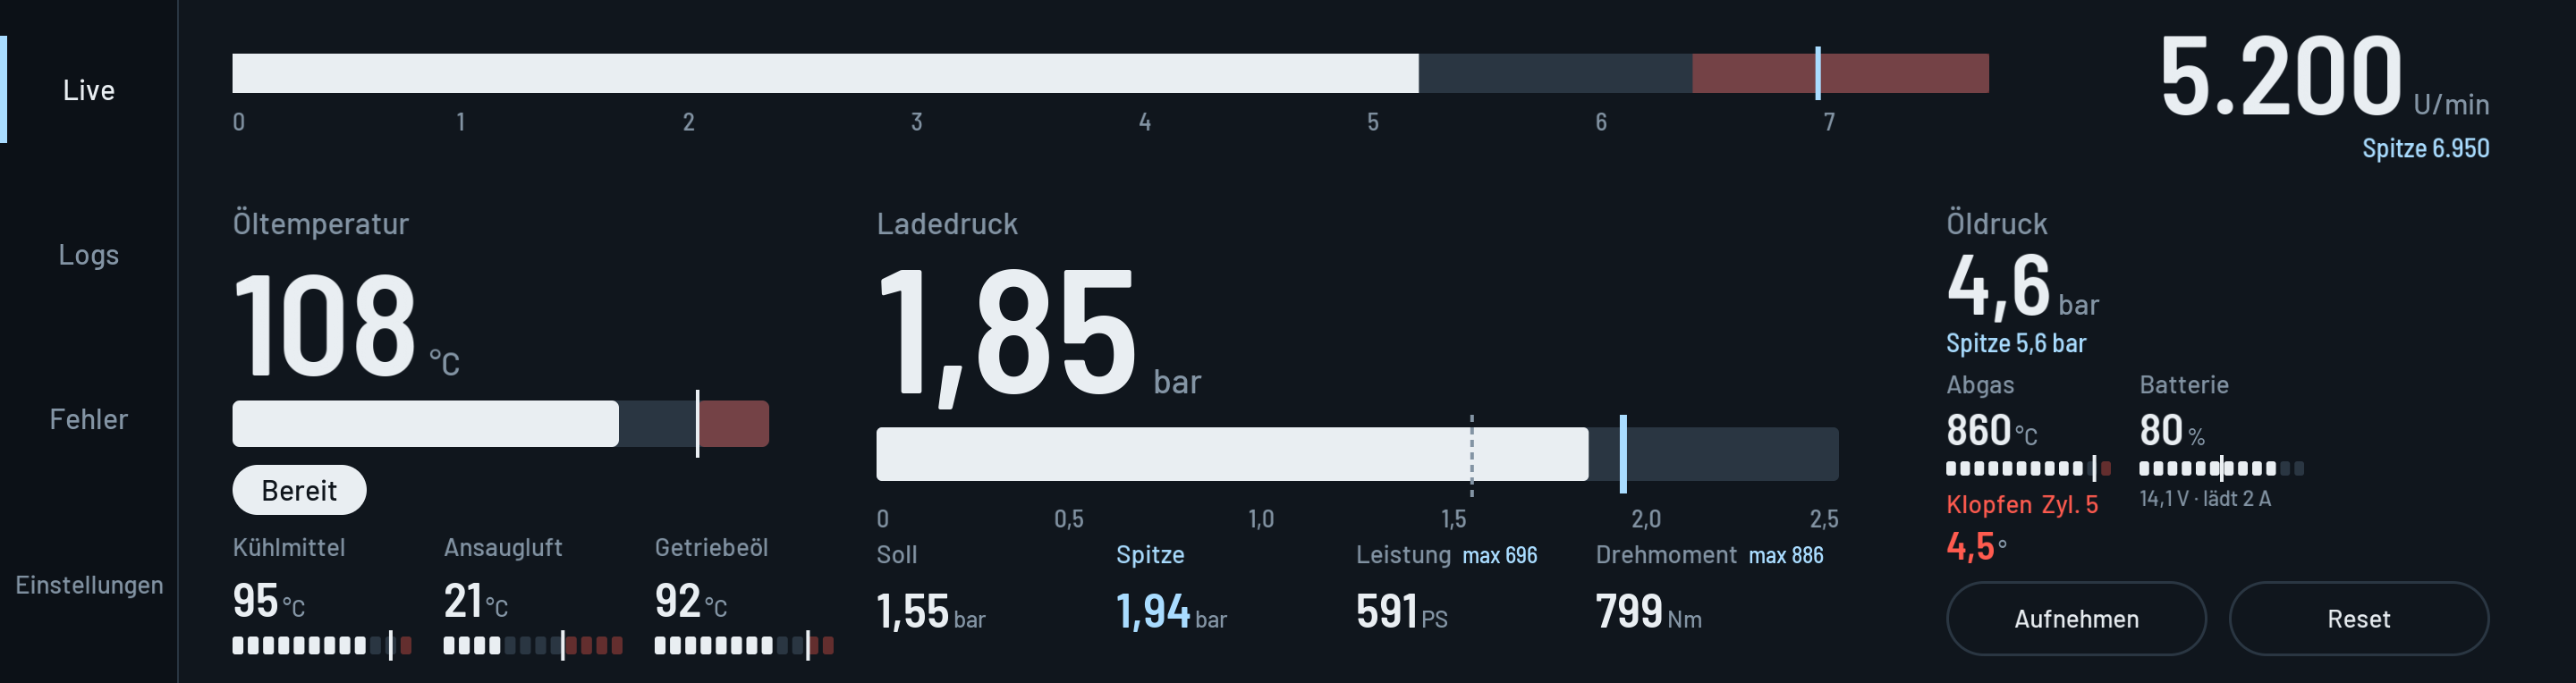 Live
Logs
Fehler
Einstellungen
0 1 2 3 4 5 6 7
5.200 U/min
Spitze 6.950
Öltemperatur
108 °C
Bereit
Kühlmittel
95 °C
Ansaugluft
21 °C
Getriebeöl
92 °C
Ladedruck
1,85 bar
0 0,5 1,0 1,5 2,0 2,5
Soll
1,55 bar
Spitze
1,94 bar
Leistung max 696
591 PS
Drehmoment max 886
799 Nm
Öldruck
4,6 bar
Spitze 5,6 bar
Abgas
860 °C
Batterie
80 %
14,1 V · lädt 2 A
Klopfen Zyl. 5
4,5 °
Aufnehmen
Reset